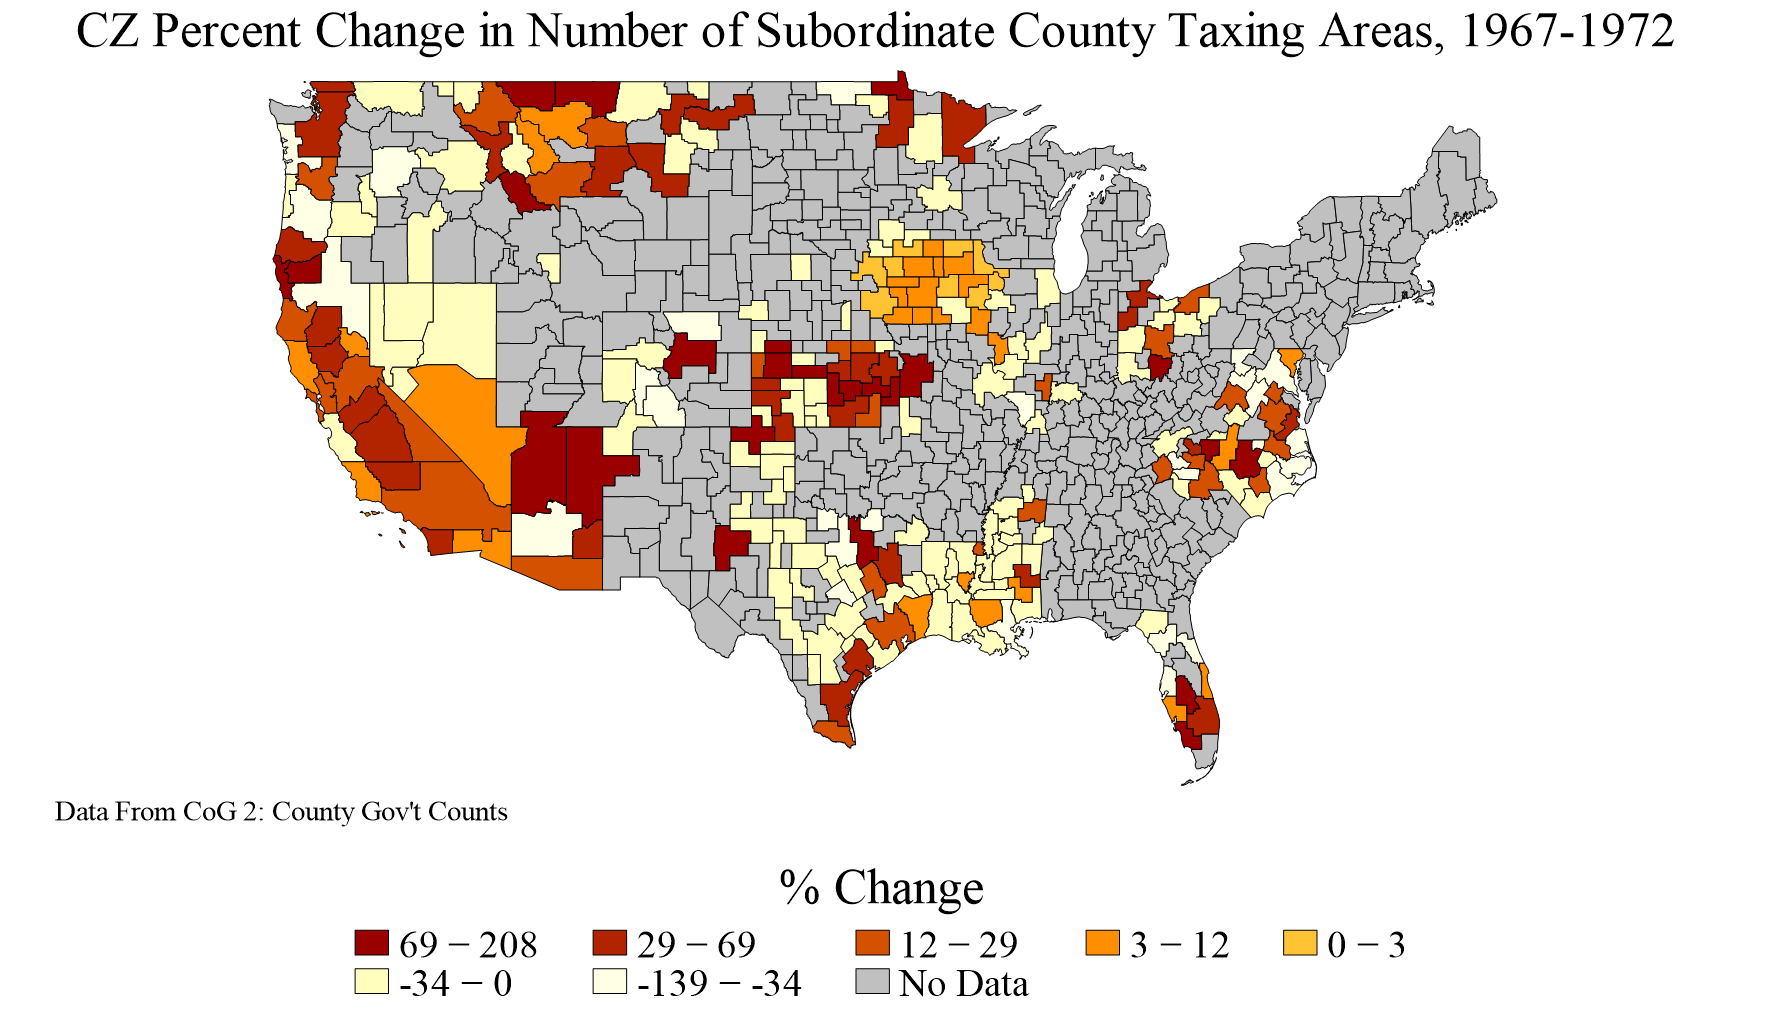 CZ Percent Change in Number of Subordinate County Taxing Areas, 1967-1972
Data From CoG 2: County Gov't Counts
% Change
69 – 208 29 – 69 12 – 29 3 – 12 0 – 3
-34 – 0 -139 – -34 No Data